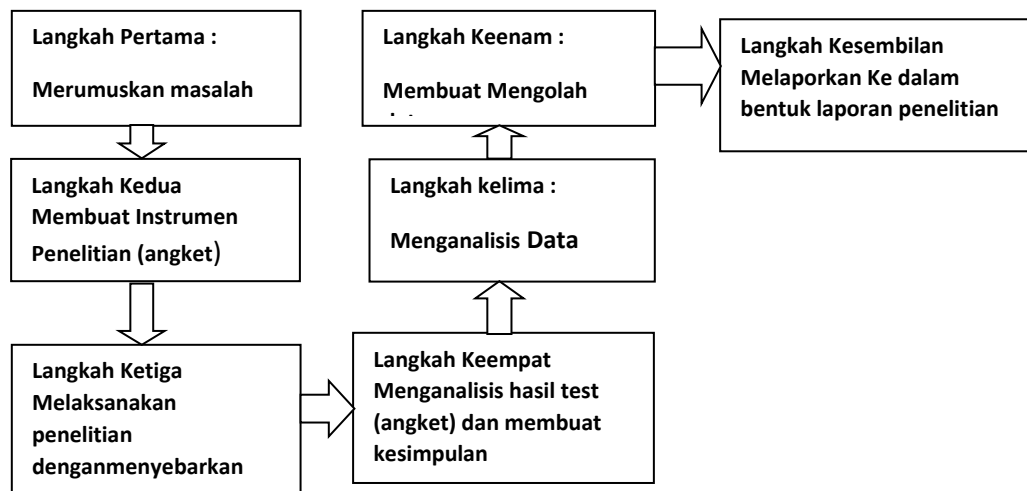 Langkah Pertama :
Merumuskan masalah
Langkah Kedua
Membuat Instrumen
Penelitian (angket)
Langkah Ketiga
Melaksanakan
penelitian
denganmenyebarkan
Langkah Keempat
Menganalisis hasil test
(angket) dan membuat
kesimpulan
Langkah kelima :
Menganalisis Data
Langkah Keenam :
Membuat Mengolah
Langkah Kesembilan
Melaporkan Ke dalam
bentuk laporan penelitian